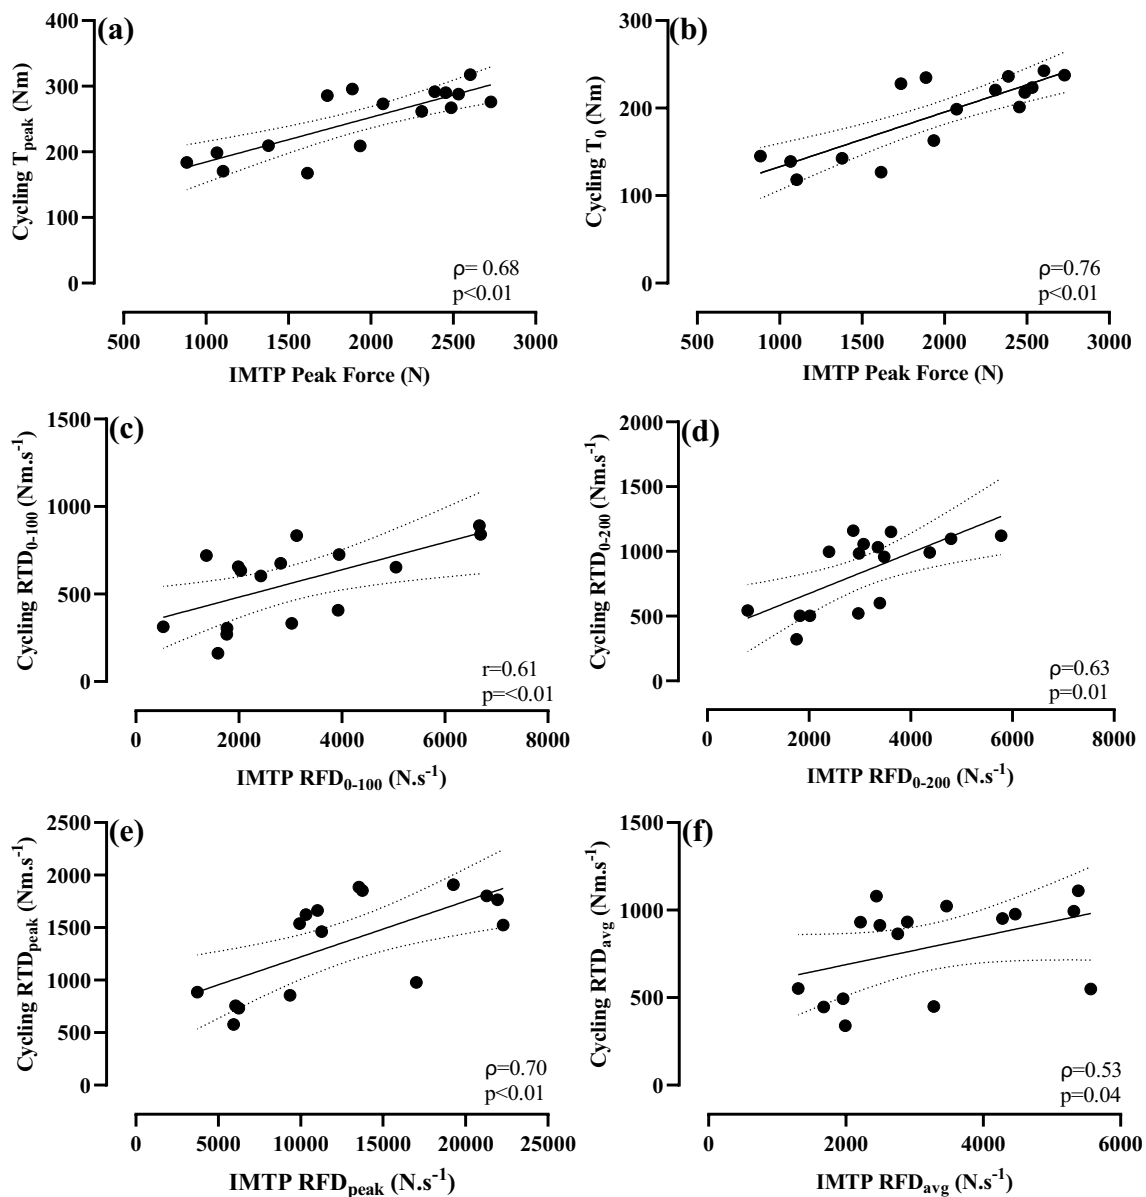 (a)
400
300
200
100
0
Cycling Tpeak (Nm)
ρ= 0.68
p<0.01
500 1000 1500 2000 2500 3000
IMTP Peak Force (N)
(b)
300
200
100
0
Cycling T0 (Nm)
ρ=0.76
p<0.01
500 1000 1500 2000 2500 3000
IMTP Peak Force (N)
(c)
1500
1000
500
0
Cycling RTD0-100 (Nm.s-1)
r=0.61
p=<0.01
0 2000 4000 6000 8000
IMTP RFD0-100 (N.s-1)
(d)
2000
1500
1000
500
0
Cycling RTD0-200 (Nm.s-1)
ρ=0.63
p=0.01
0 2000 4000 6000 8000
IMTP RFD0-200 (N.s-1)
(e)
2500
2000
1500
1000
500
0
Cycling RTDpeak (Nm.s-1)
ρ=0.70
p<0.01
0 5000 10000 15000 20000 25000
IMTP RFDpeak (N.s-1)
(f)
1500
1000
500
0
Cycling RTDavg (Nm.s-1)
ρ=0.53
p=0.04
0 2000 4000 6000
IMTP RFDavg (N.s-1)